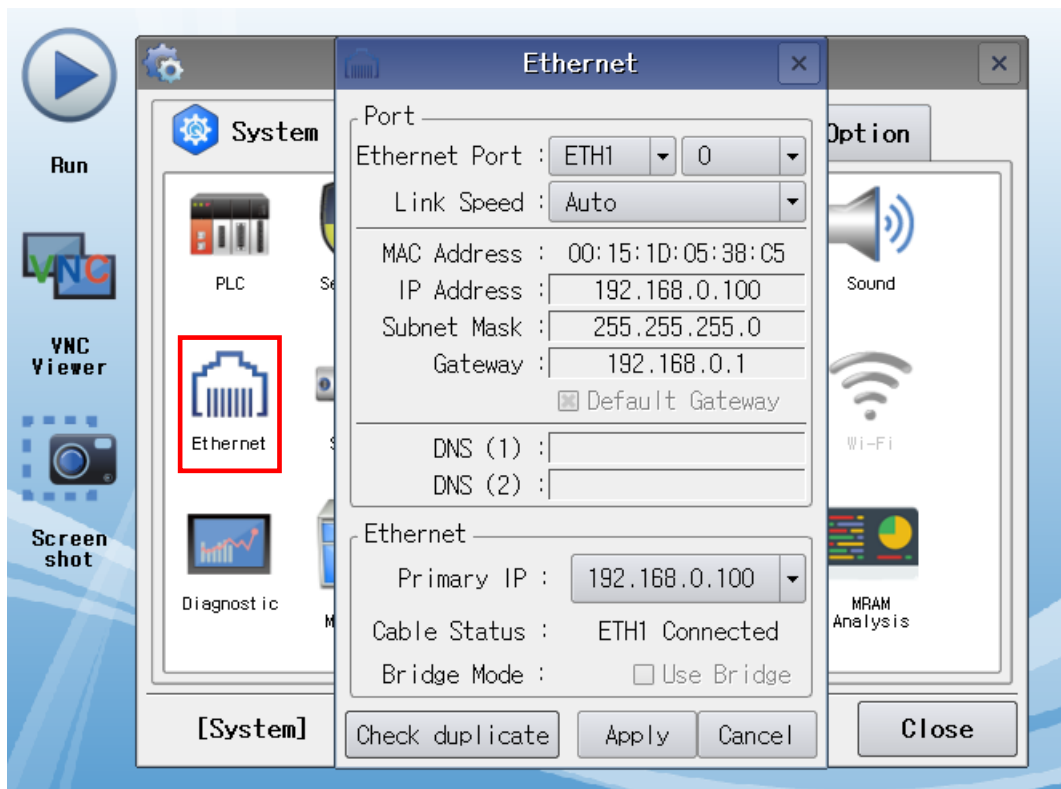 Run
VNC
VNC
Viewer
Screen
shot
System
Option
PLC
Sound
Ethernet
Wi-Fi
Diagnostic
MRAM
Analysis
[System]
Close
Ethernet
Port
Ethernet Port : ETH1 0
Link Speed : Auto
MAC Address : 00:15:1D:05:38:C5
IP Address : 192.168.0.100
Subnet Mask : 255.255.255.0
Gateway : 192.168.0.1
Default Gateway
DNS (1) :
DNS (2) :
Ethernet
Primary IP : 192.168.0.100
Cable Status : ETH1 Connected
Bridge Mode : Use Bridge
Check duplicate Apply Cancel